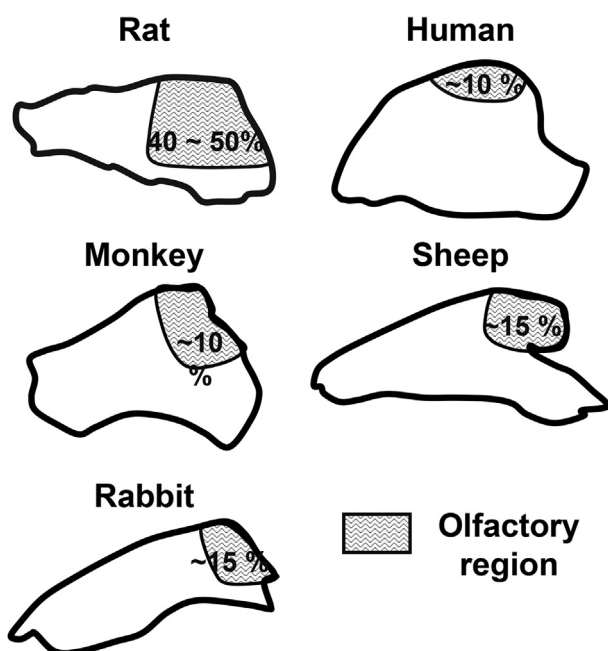 Rat
Human
40 ~ 50%
~10 %
Monkey
Sheep
~10
%
~15 %
Rabbit
~15 %
Olfactory
region